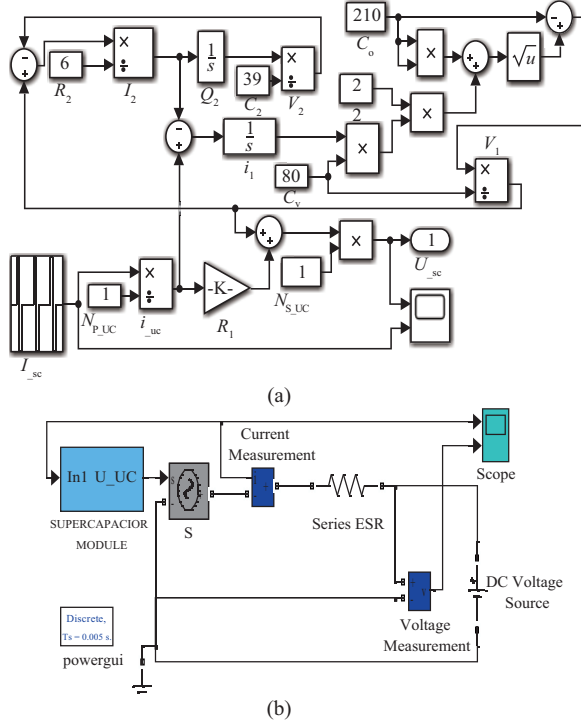 210
C_o
√u
6
R_2
×
÷
I_2
1/s
Q_2
39
C_2
×
÷
V_2
×
2
2
×
1/s
i_1
×
80
C_v
V_1
×
÷
1
N_P_UC
×
÷
i_uc
-K-
R_1
1
N_S_UC
×
1
U_sc
I_sc
(a)
Current
Measurement
In1 U_UC
SUPERCAPACIOR
MODULE
S
Series ESR
Scope
DC Voltage
Source
Voltage
Measurement
Discrete,
Ts = 0.005 s.
powergui
(b)